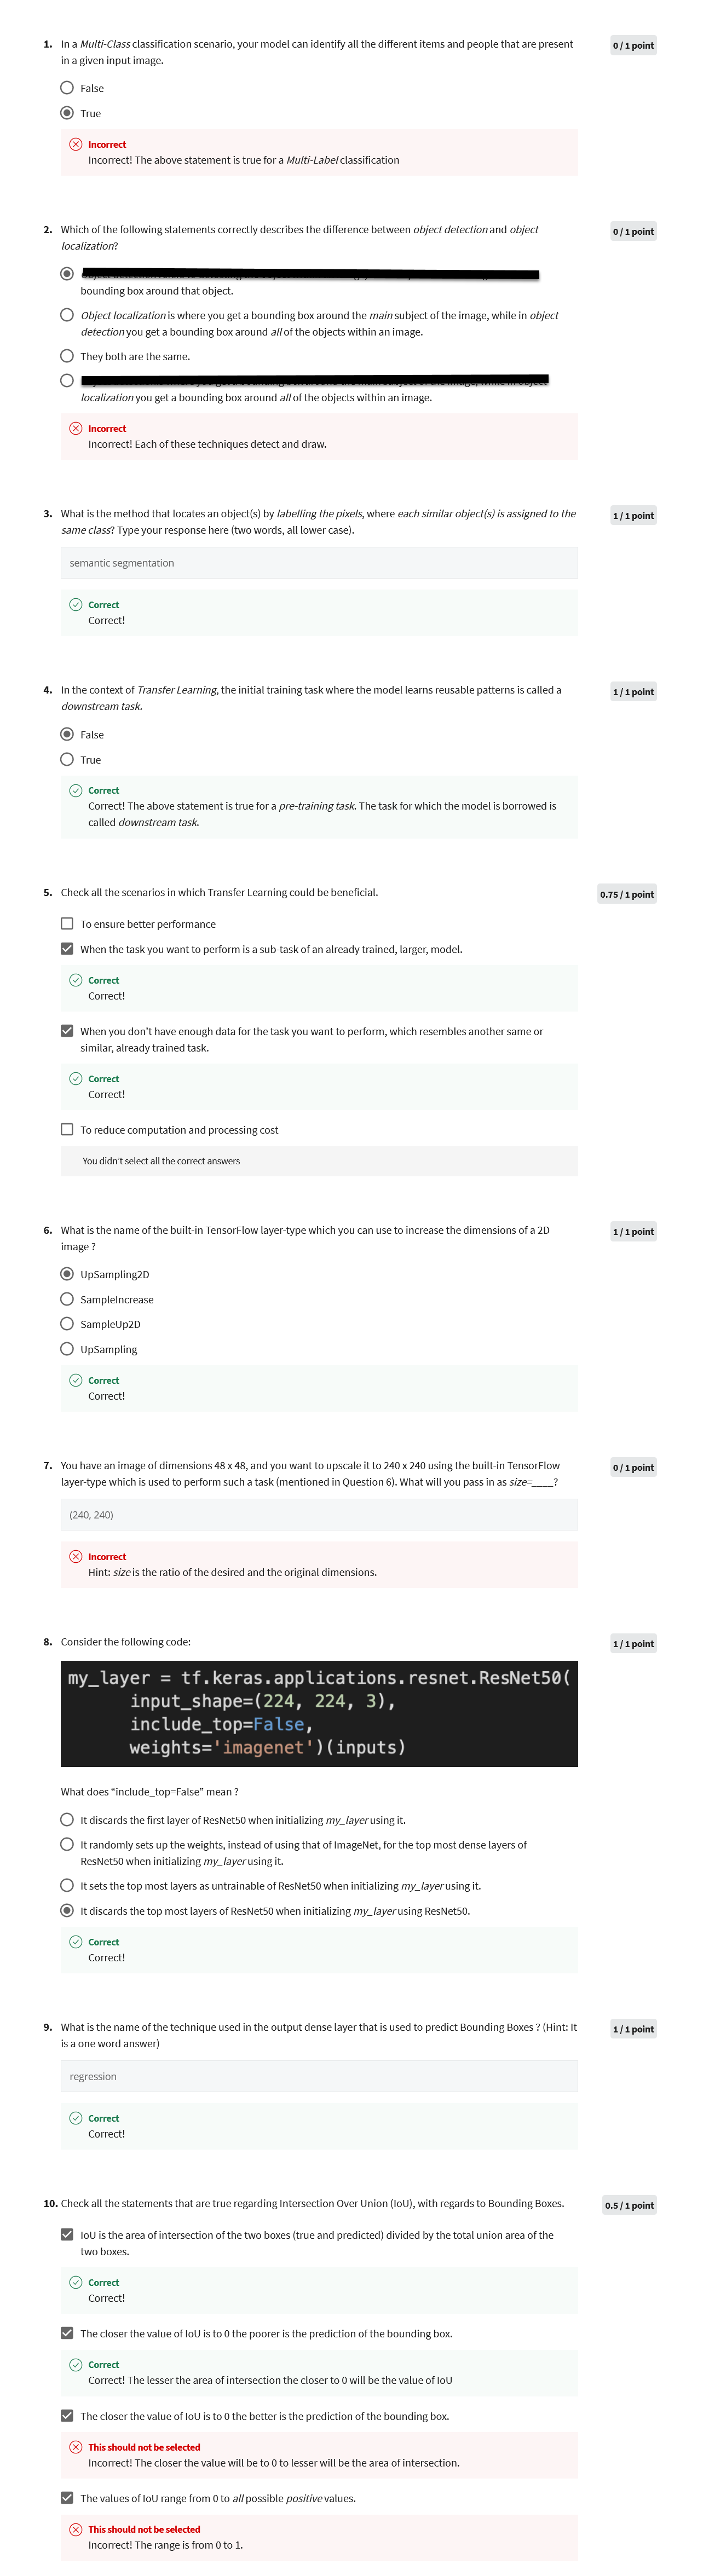 1. In a Multi-Class classification scenario, your model can identify all the different items and people that are present
0 / 1 point
in a given input image.
False
True
Incorrect
Incorrect! The above statement is true for a Multi-Label classification
2. Which of the following statements correctly describes the difference between object detection and object
0 / 1 point
localization?
bounding box around that object.
Object localization is where you get a bounding box around the main subject of the image, while in object
detection you get a bounding box around all of the objects within an image.
They both are the same.
localization you get a bounding box around all of the objects within an image.
Incorrect
Incorrect! Each of these techniques detect and draw.
3. What is the method that locates an object(s) by labelling the pixels, where each similar object(s) is assigned to the
1 / 1 point
same class? Type your response here (two words, all lower case).
semantic segmentation
Correct
Correct!
4. In the context of Transfer Learning, the initial training task where the model learns reusable patterns is called a
1 / 1 point
downstream task.
False
True
Correct
Correct! The above statement is true for a pre-training task. The task for which the model is borrowed is
called downstream task.
5. Check all the scenarios in which Transfer Learning could be beneficial.
0.75 / 1 point
To ensure better performance
When the task you want to perform is a sub-task of an already trained, larger, model.
Correct
Correct!
When you don't have enough data for the task you want to perform, which resembles another same or
similar, already trained task.
Correct
Correct!
To reduce computation and processing cost
You didn't select all the correct answers
6. What is the name of the built-in TensorFlow layer-type which you can use to increase the dimensions of a 2D
1 / 1 point
image ?
UpSampling2D
SampleIncrease
SampleUp2D
UpSampling
Correct
Correct!
7. You have an image of dimensions 48 x 48, and you want to upscale it to 240 x 240 using the built-in TensorFlow
0 / 1 point
layer-type which is used to perform such a task (mentioned in Question 6). What will you pass in as size=____?
(240, 240)
Incorrect
Hint: size is the ratio of the desired and the original dimensions.
8. Consider the following code:
1 / 1 point
my_layer = tf.keras.applications.resnet.ResNet50(
input_shape=(224, 224, 3),
include_top=False,
weights='imagenet')(inputs)
What does “include_top=False” mean ?
It discards the first layer of ResNet50 when initializing my_layer using it.
It randomly sets up the weights, instead of using that of ImageNet, for the top most dense layers of
ResNet50 when initializing my_layer using it.
It sets the top most layers as untrainable of ResNet50 when initializing my_layer using it.
It discards the top most layers of ResNet50 when initializing my_layer using ResNet50.
Correct
Correct!
9. What is the name of the technique used in the output dense layer that is used to predict Bounding Boxes ? (Hint: It
1 / 1 point
is a one word answer)
regression
Correct
Correct!
10. Check all the statements that are true regarding Intersection Over Union (IoU), with regards to Bounding Boxes.
0.5 / 1 point
IoU is the area of intersection of the two boxes (true and predicted) divided by the total union area of the
two boxes.
Correct
Correct!
The closer the value of IoU is to 0 the poorer is the prediction of the bounding box.
Correct
Correct! The lesser the area of intersection the closer to 0 will be the value of IoU
The closer the value of IoU is to 0 the better is the prediction of the bounding box.
This should not be selected
Incorrect! The closer the value will be to 0 to lesser will be the area of intersection.
The values of IoU range from 0 to all possible positive values.
This should not be selected
Incorrect! The range is from 0 to 1.